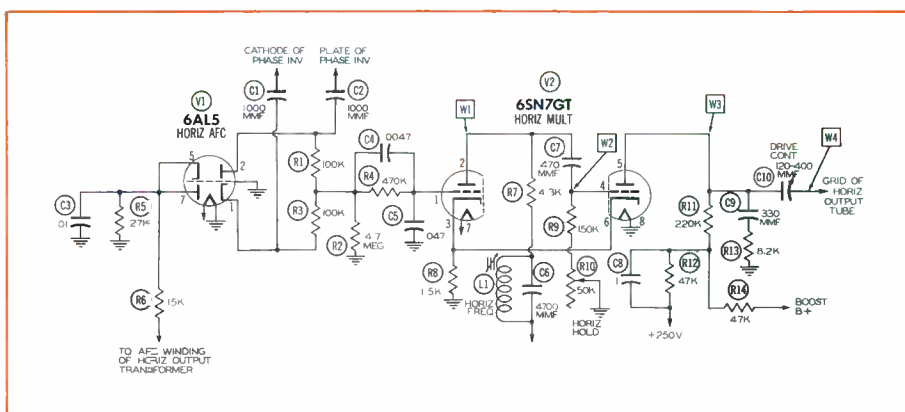 CATHODE OF
PHASE INV
PLATE OF
PHASE INV
V1
6AL5
HORIZ AFC
C1
1000
MMF
C2
1000
MMF
W1
V2
6SN7GT
HORIZ MULT
W3
C4
.0047
C7
470
MMF
W2
DRIVE
CONT
120-400
MMF
W4
C10
GRID OF
HORIZ
OUTPUT
TUBE
5
2
7
1
R1
100K
R4
470K
2
1
3
7
5
4
6
8
C3
.01
R5
27K
R3
100K
R2
4.7
MEG
C5
.047
R7
4.3K
R9
150K
R11
220K
C9
330
MMF
R13
8.2K
R6
15K
R8
1.5K
L1
HORIZ
FREQ
C6
4700
MMF
R10
50K
HORIZ
HOLD
C8
R12
47K
R14
47K
BOOST
B+
+250V
TO AFC WINDING
OF HORIZ OUTPUT
TRANSFORMER